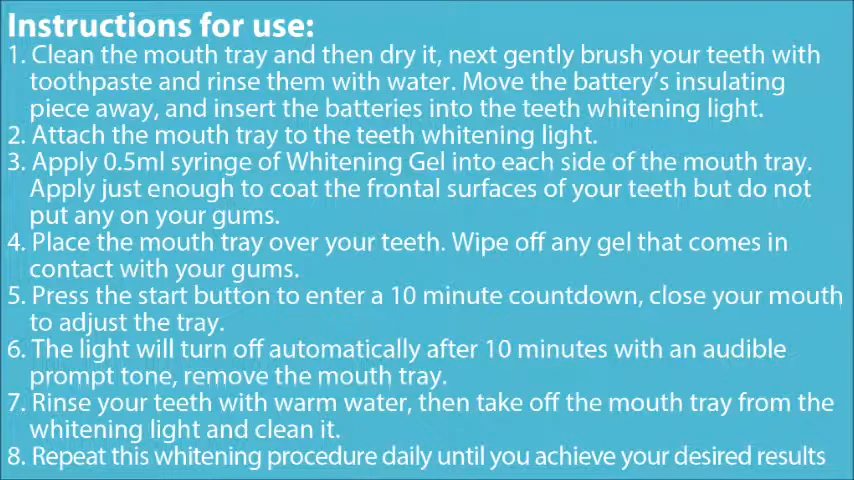 Instructions for use:
1. Clean the mouth tray and then dry it, next gently brush your teeth with
toothpaste and rinse them with water. Move the battery's insulating
piece away, and insert the batteries into the teeth whitening light.
2. Attach the mouth tray to the teeth whitening light.
3. Apply 0.5ml syringe of Whitening Gel into each side of the mouth tray.
Apply just enough to coat the frontal surfaces of your teeth but do not
put any on your gums.
4. Place the mouth tray over your teeth. Wipe off any gel that comes in
contact with your gums.
5. Press the start button to enter a 10 minute countdown, close your mouth
to adjust the tray.
6. The light will turn off automatically after 10 minutes with an audible
prompt tone, remove the mouth tray.
7. Rinse your teeth with warm water, then take off the mouth tray from the
whitening light and clean it.
8. Repeat this whitening procedure daily until you achieve your desired results